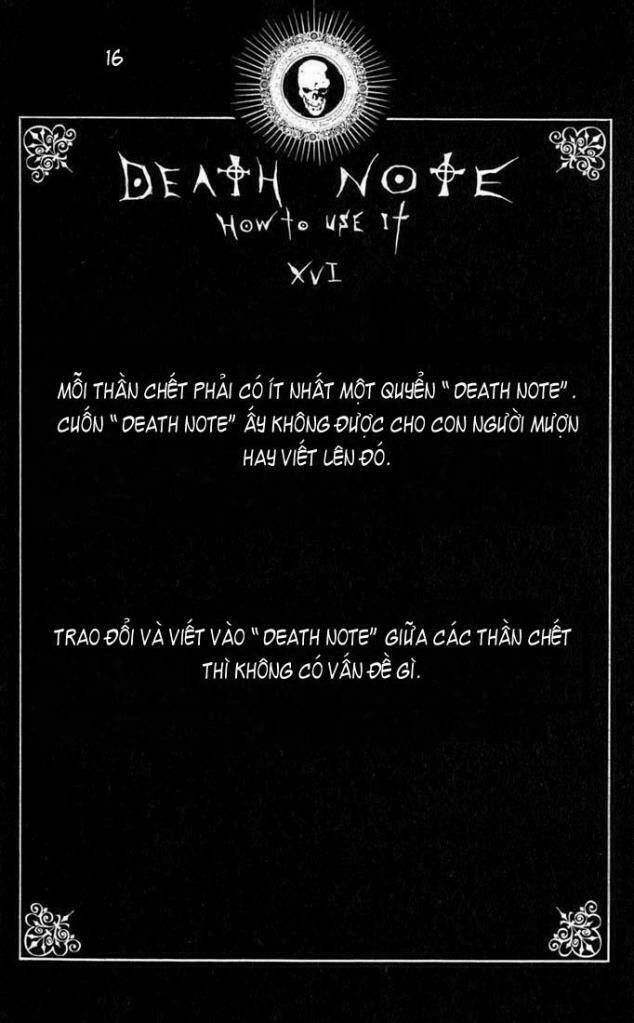 16
DEATH NOTE
HOW TO USE IT
XVI
MỖI THẦN CHẾT PHẢI CÓ ÍT NHẤT MỘT QUYỂN " DEATH NOTE" .
CUỐN " DEATH NOTE" ẤY KHÔNG ĐƯỢC CHO CON NGƯỜI MƯỢN
HAY VIẾT LÊN ĐÓ.
TRAO ĐỔI VÀ VIẾT VÀO " DEATH NOTE" GIỮA CÁC THẦN CHẾT
THÌ KHÔNG CÓ VẤN ĐỀ GÌ.